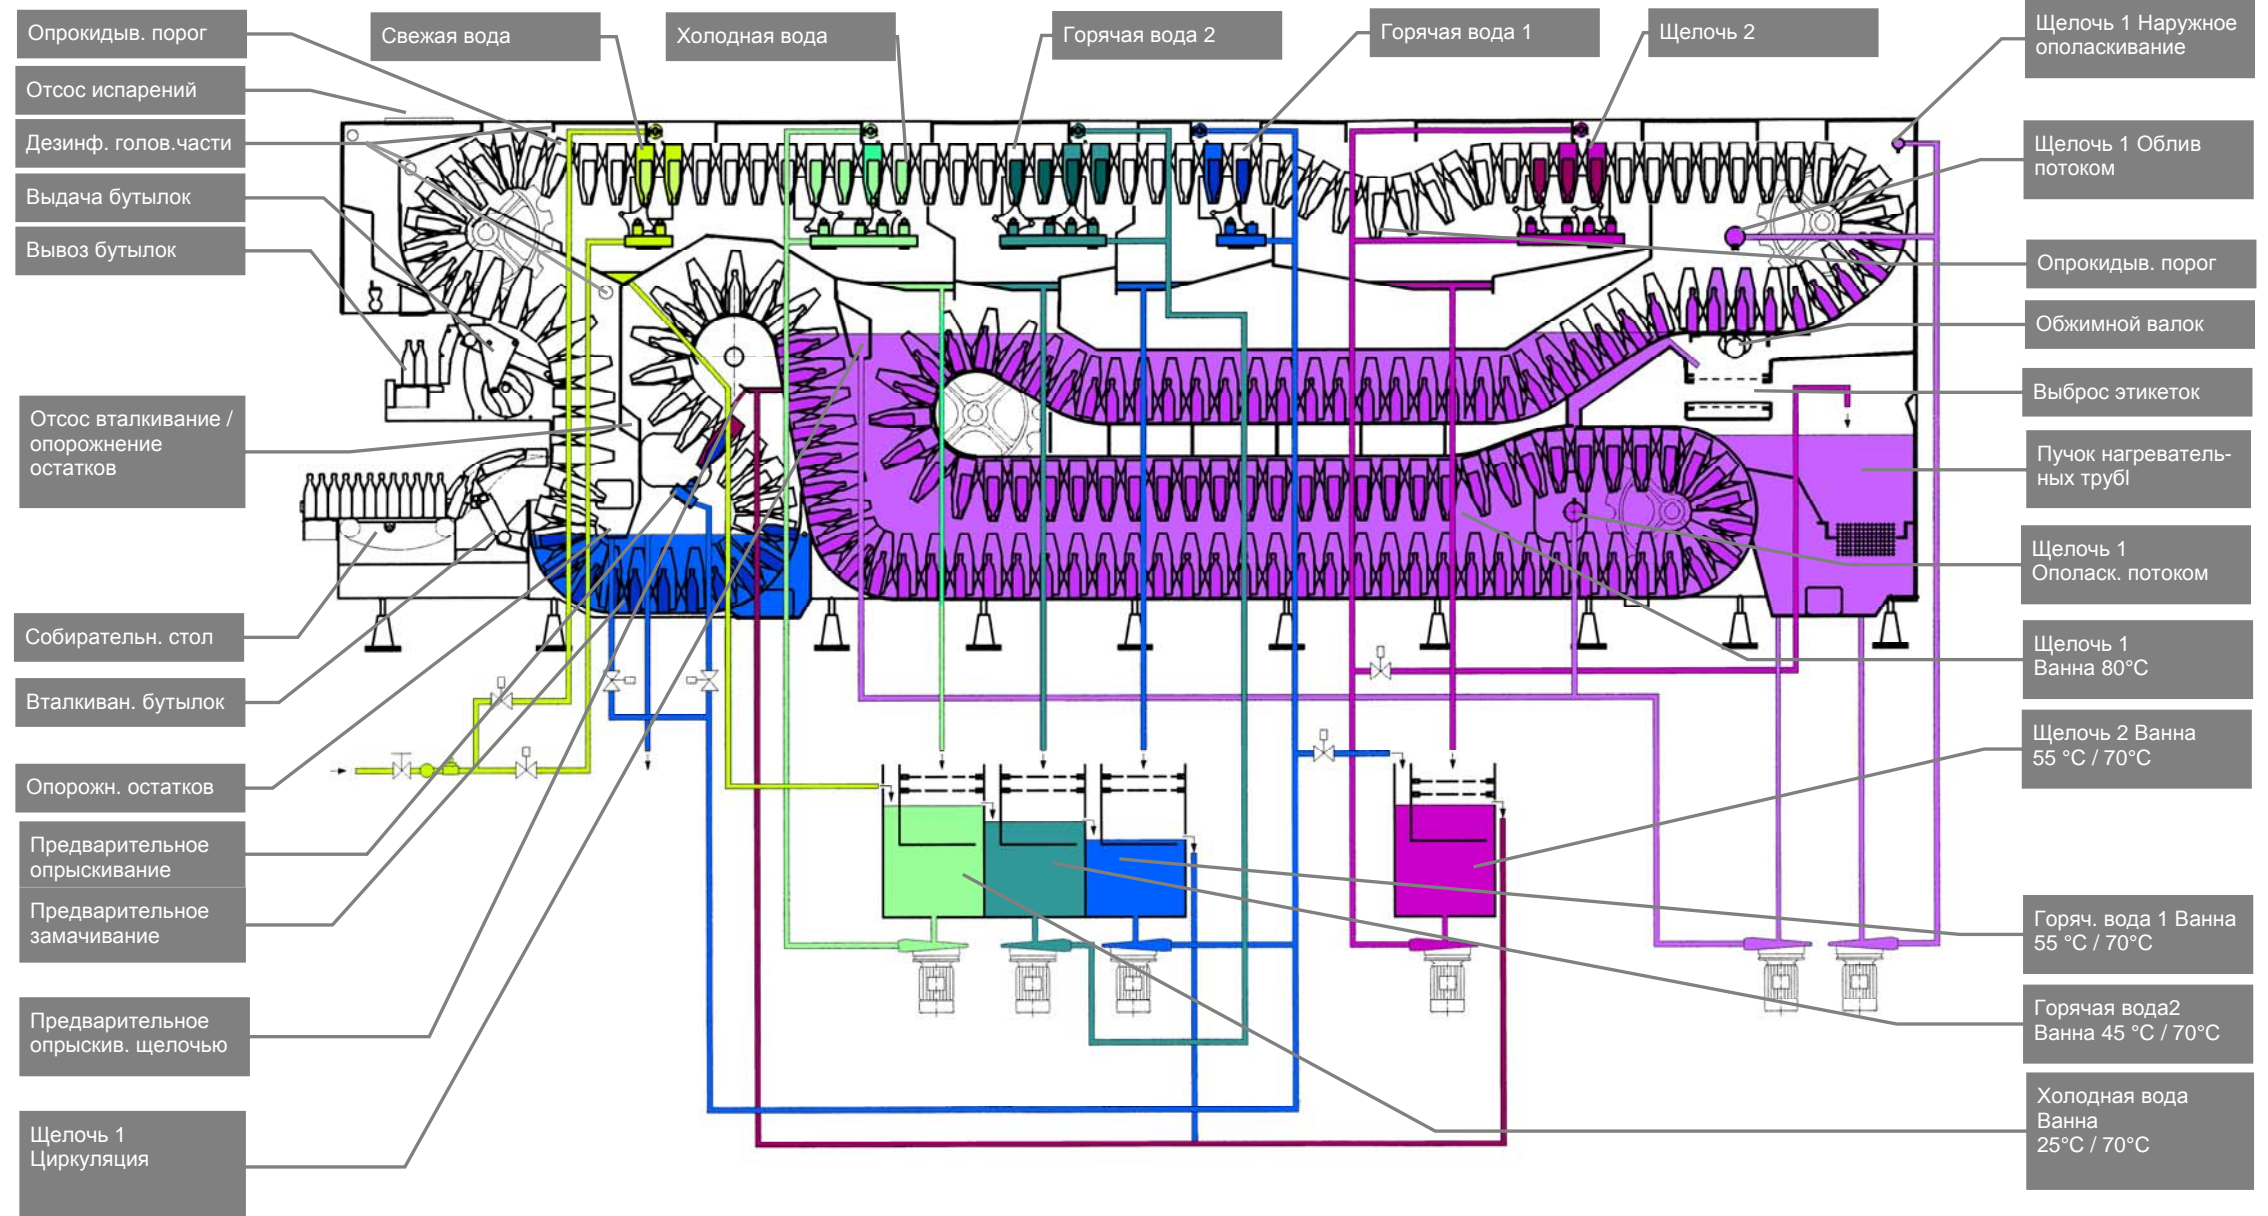 Опрокидыв. порог
Свежая вода
Холодная вода
Горячая вода 2
Горячая вода 1
Щелочь 2
Щелочь 1 Наружное
ополаскивание
Отсос испарений
Дезинф. голов.части
Выдача бутылок
Вывоз бутылок
Отсос вталкивание /
опорожнение
остатков
Собирательн. стол
Вталкиван. бутылок
Опорожн. остатков
Предварительное
опрыскивание
Предварительное
замачивание
Предварительное
опрыскив. щелочью
Щелочь 1
Циркуляция
Щелочь 1 Облив
потоком
Опрокидыв. порог
Обжимной валок
Выброс этикеток
Пучок нагреватель-
ных трубl
Щелочь 1
Ополаск. потоком
Щелочь 1
Ванна 80°C
Щелочь 2 Ванна
55 °C / 70°C
Горяч. вода 1 Ванна
55 °C / 70°C
Горячая вода2
Ванна 45 °C / 70°C
Холодная вода
Ванна
25°C / 70°C